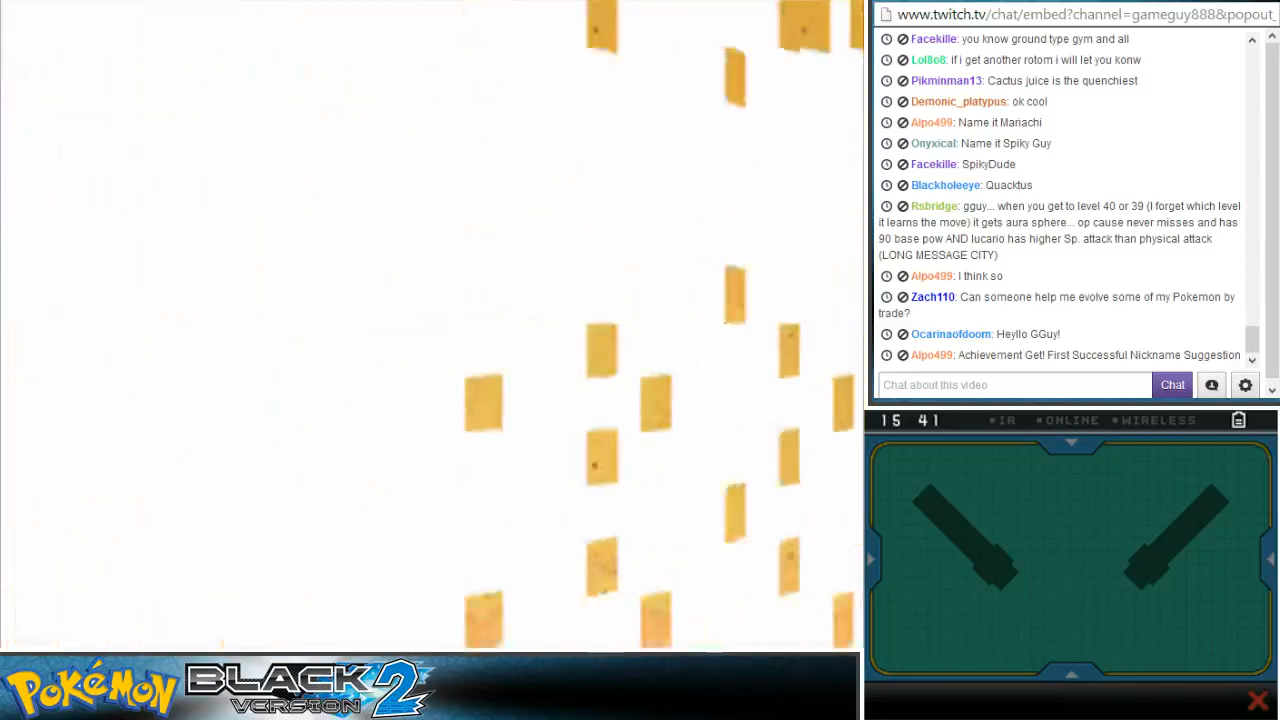 www.twitch.tv/chat/embed?channel=gameguy888&popout_
Facekille: you know ground type gym and all
Lol8o8: if i get another rotom i will let you konw
Pikminman13: Cactus juice is the quenchiest
Demonic_platypus: ok cool
Alpo499: Name it Mariachi
Onyxical: Name it Spiky Guy
Facekille: SpikyDude
Blackholeeye: Quacktus
Rsbridge: gguy... when you get to level 40 or 39 (I forget which level
it learns the move) it gets aura sphere... op cause never misses and has
90 base pow AND lucario has higher Sp. attack than physical attack
(LONG MESSAGE CITY)
Alpo499: I think so
Zach110: Can someone help me evolve some of my Pokemon by
trade?
Ocarinaofdoom: Heyllo GGuy!
Alpo499: Achievement Get! First Successful Nickname Suggestion
Chat about this video
Chat
15 41
IR
ONLINE
WIRELESS
POKéMON
BLACK
VERSION
2